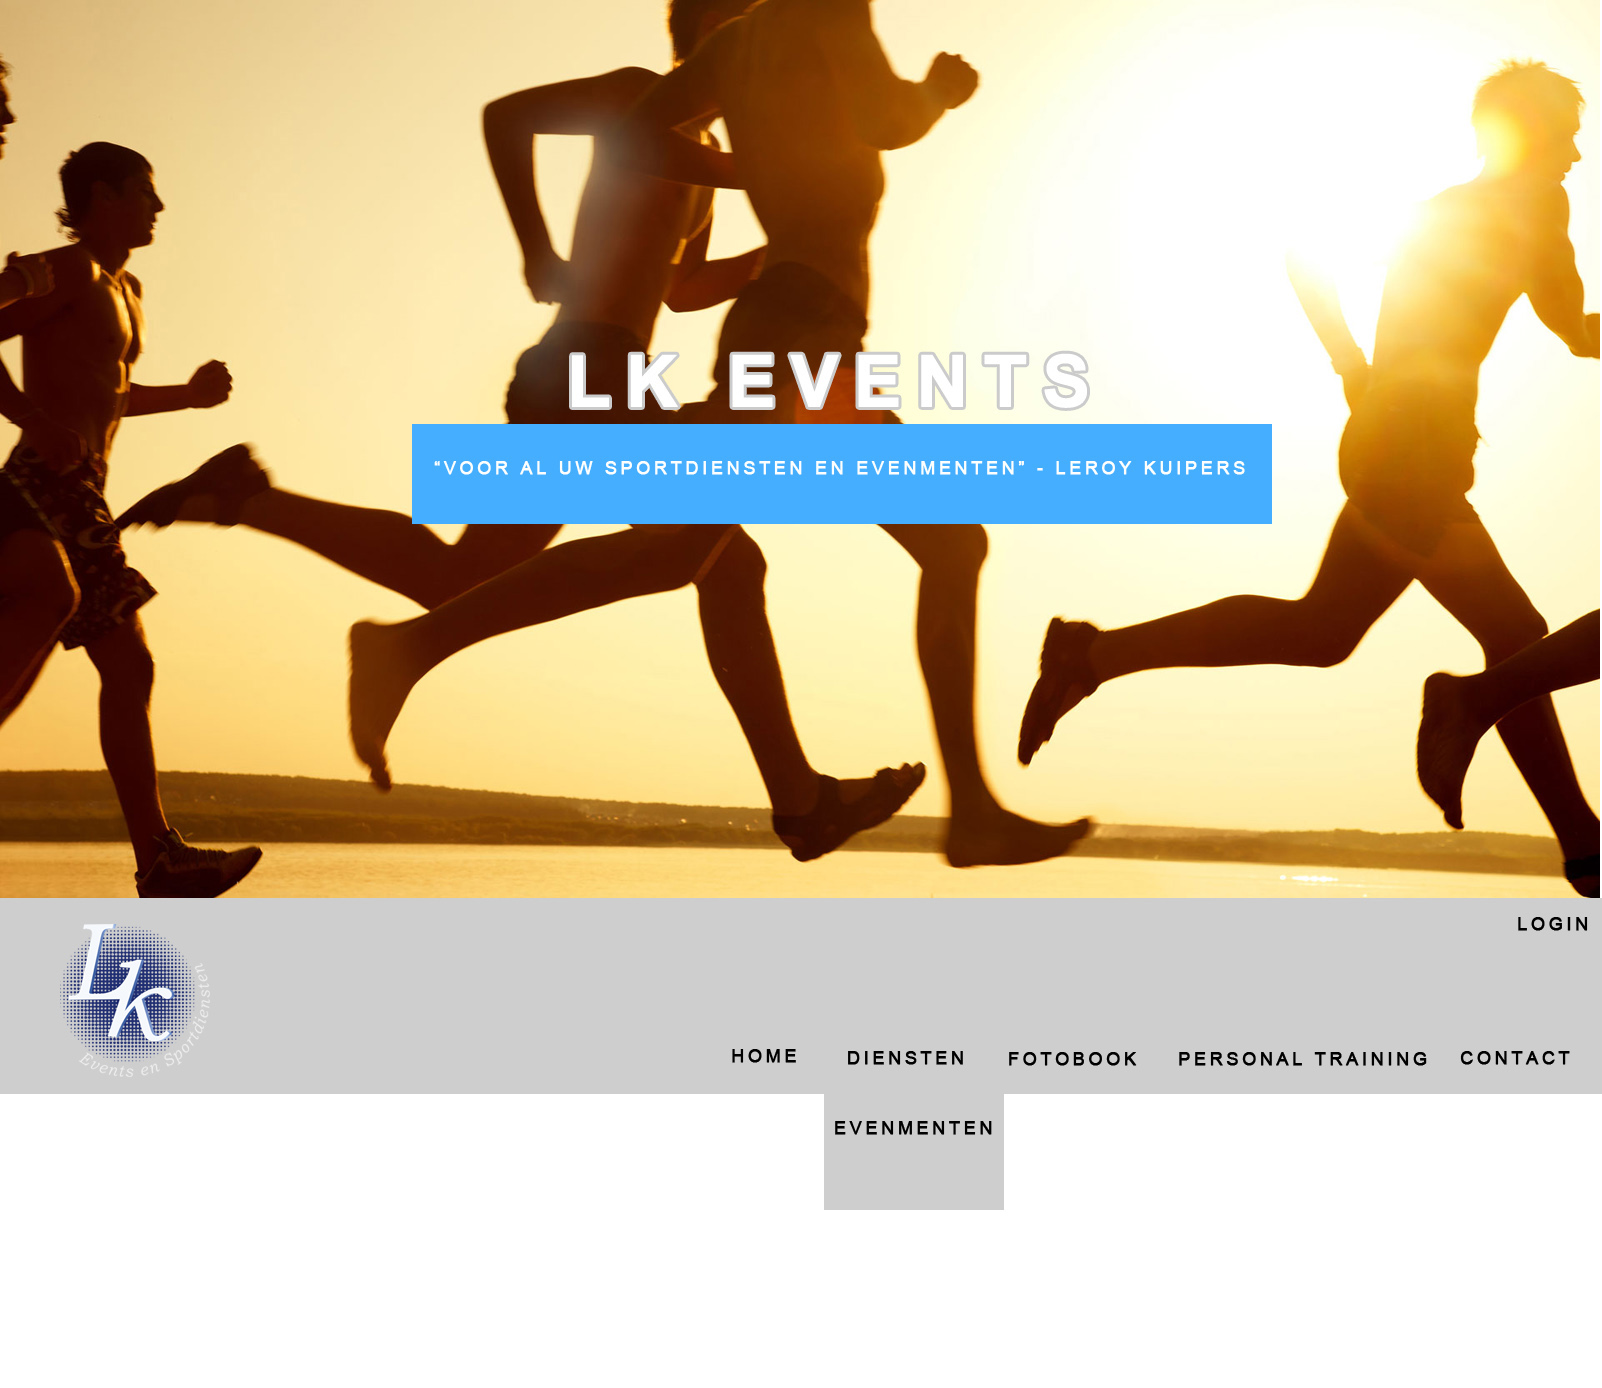 LK EVENTS
“VOOR AL UW SPORTDIENSTEN EN EVENMENTEN” - LEROY KUIPERS
LOGIN
LK
Events en Sportdiensten
HOME DIENSTEN FOTOBOOK PERSONAL TRAINING CONTACT
EVENMENTEN